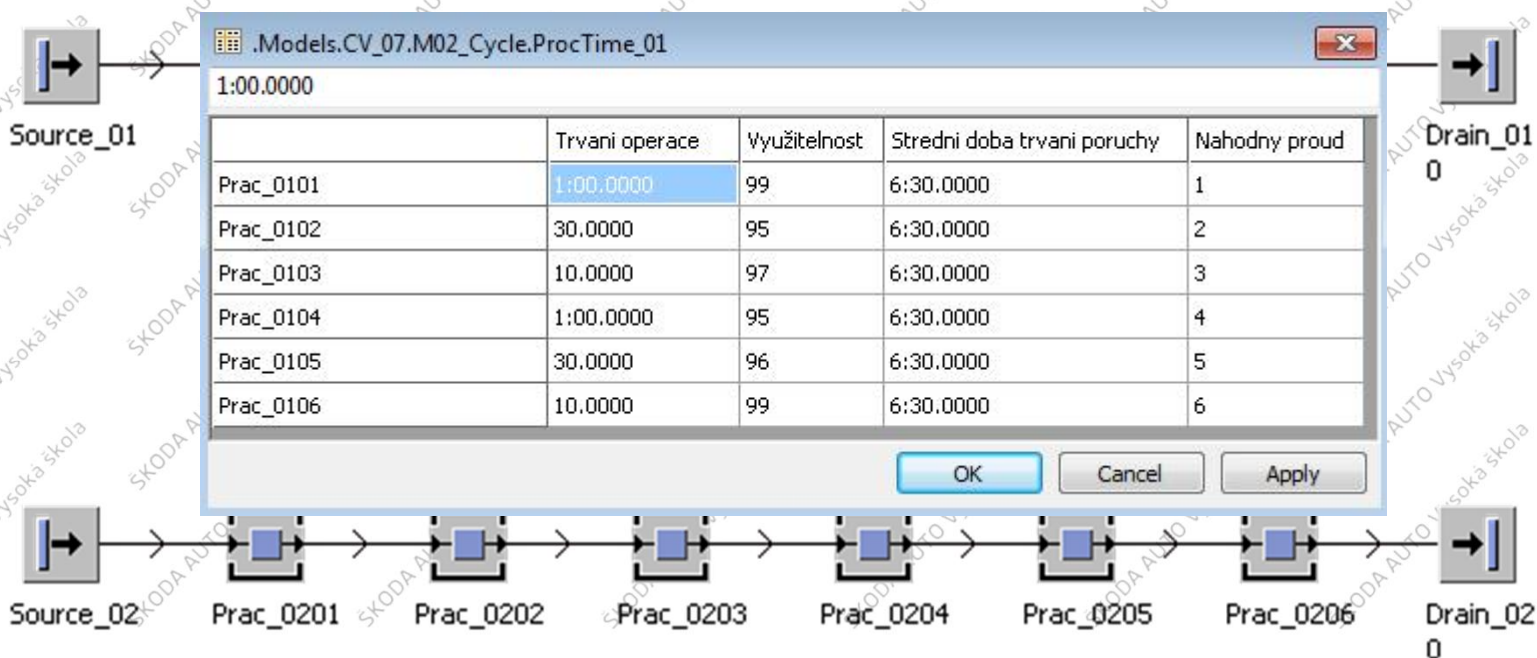 .Models.CV_07.M02_Cycle.ProcTime_01
1:00.0000
Trvani operace Využitelnost Stredni doba trvani poruchy Nahodny proud
Prac_0101 1:00.0000 99 6:30.0000 1
Prac_0102 30.0000 95 6:30.0000 2
Prac_0103 10.0000 97 6:30.0000 3
Prac_0104 1:00.0000 95 6:30.0000 4
Prac_0105 30.0000 96 6:30.0000 5
Prac_0106 10.0000 99 6:30.0000 6
OK Cancel Apply
Source_01
Drain_01
0
Source_02 Prac_0201 Prac_0202 Prac_0203 Prac_0204 Prac_0205 Prac_0206 Drain_02
0
ŠKODA AUTO Vysoká škola